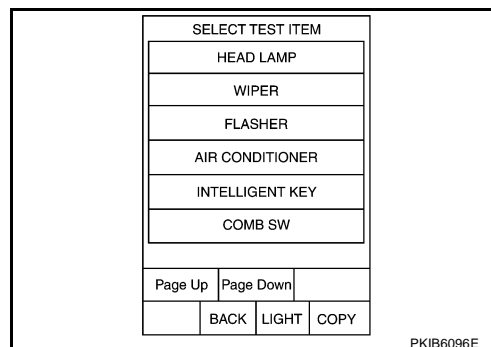 SELECT TEST ITEM
HEAD LAMP
WIPER
FLASHER
AIR CONDITIONER
INTELLIGENT KEY
COMB SW
Page Up Page Down
BACK LIGHT COPY
PKIB6096E